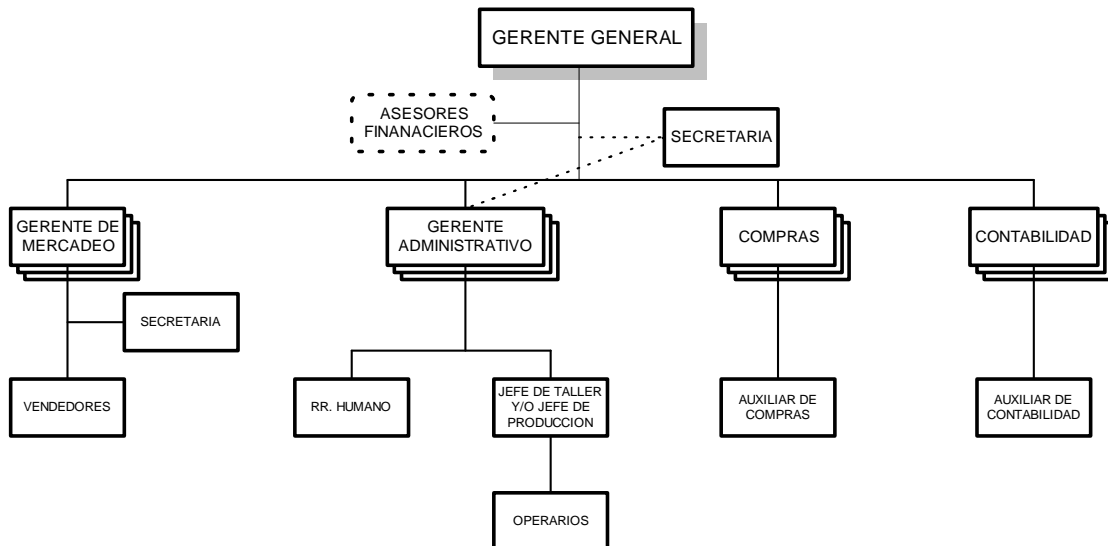 GERENTE GENERAL
ASESORES
FINANACIEROS
SECRETARIA
GERENTE DE
MERCADEO
GERENTE
ADMINISTRATIVO
COMPRAS
CONTABILIDAD
SECRETARIA
VENDEDORES
RR. HUMANO
JEFE DE TALLER
Y/O JEFE DE
PRODUCCION
AUXILIAR DE
COMPRAS
AUXILIAR DE
CONTABILIDAD
OPERARIOS